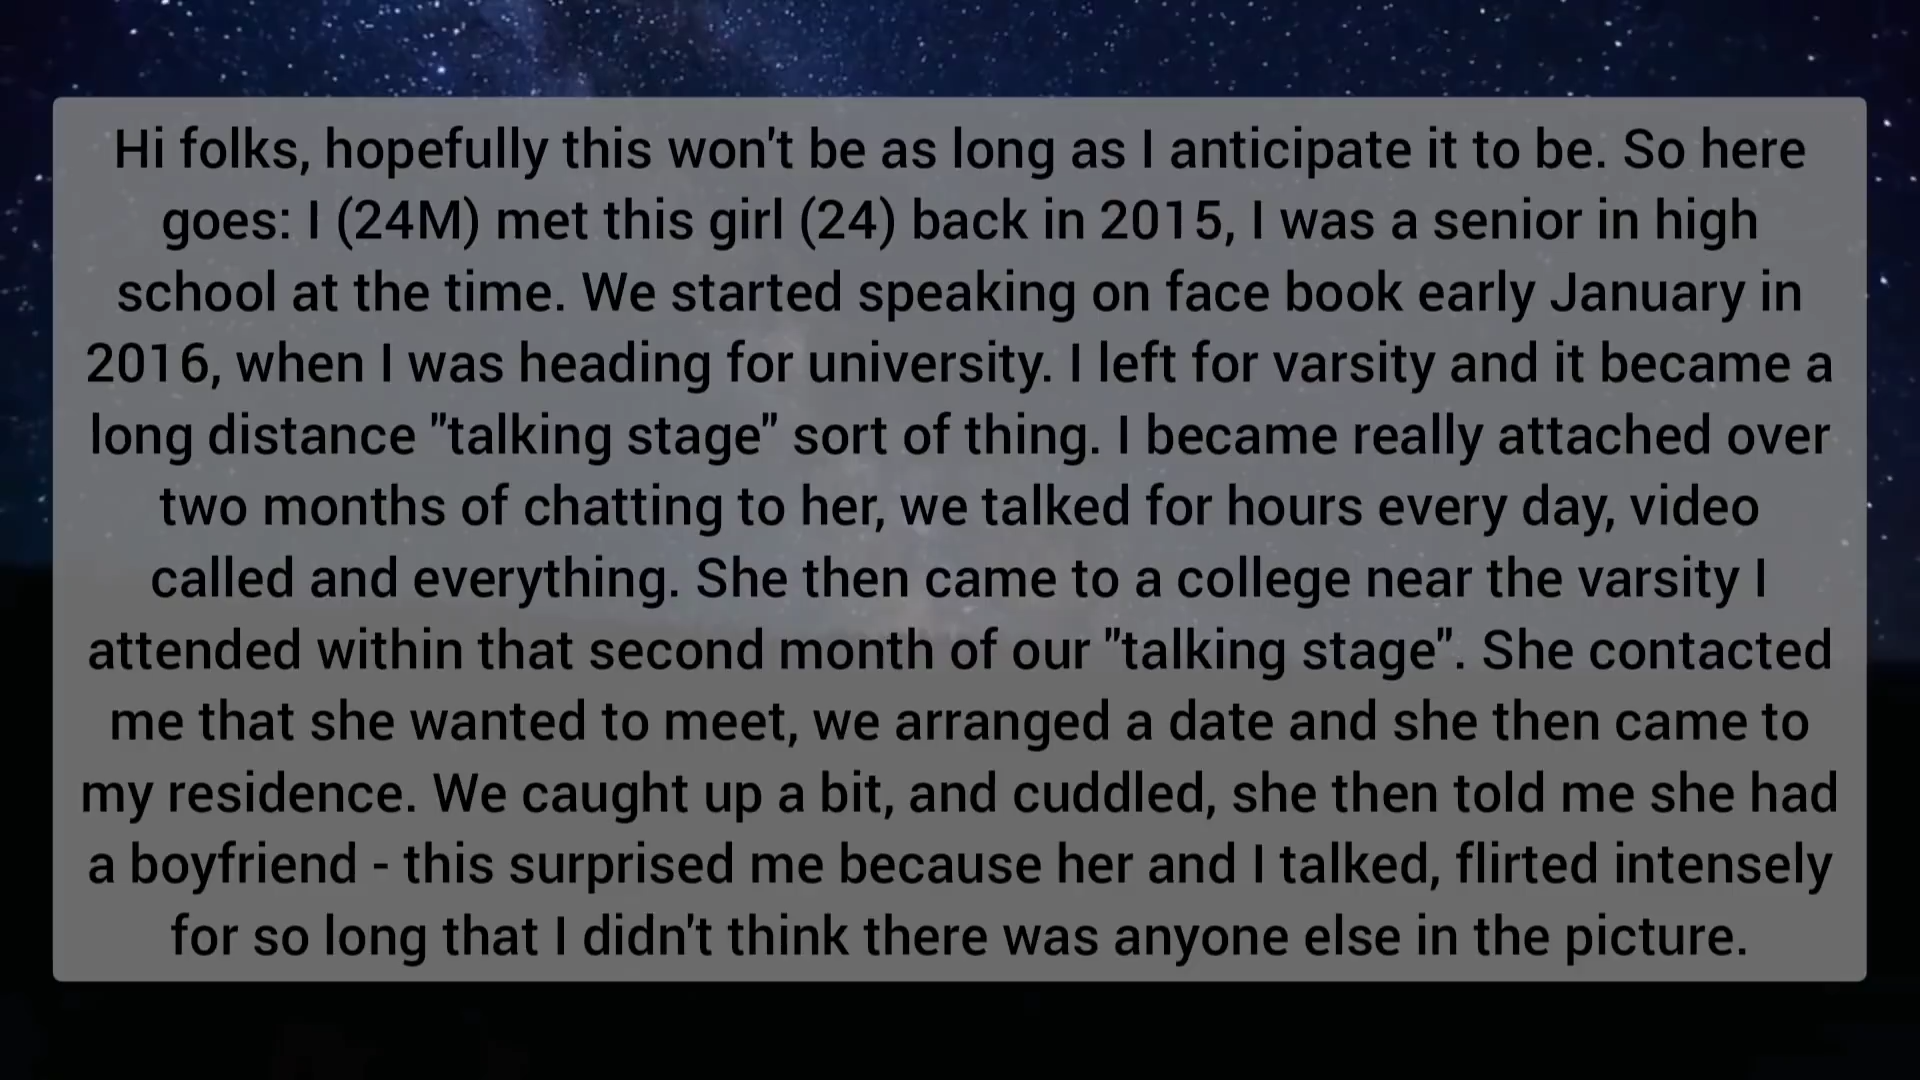 Hi folks, hopefully this won't be as long as I anticipate it to be. So here
goes: I (24M) met this girl (24) back in 2015, I was a senior in high
school at the time. We started speaking on face book early January in
2016, when I was heading for university. I left for varsity and it became a
long distance "talking stage" sort of thing. I became really attached over
two months of chatting to her, we talked for hours every day, video
called and everything. She then came to a college near the varsity I
attended within that second month of our "talking stage". She contacted
me that she wanted to meet, we arranged a date and she then came to
my residence. We caught up a bit, and cuddled, she then told me she had
a boyfriend - this surprised me because her and I talked, flirted intensely
for so long that I didn't think there was anyone else in the picture.